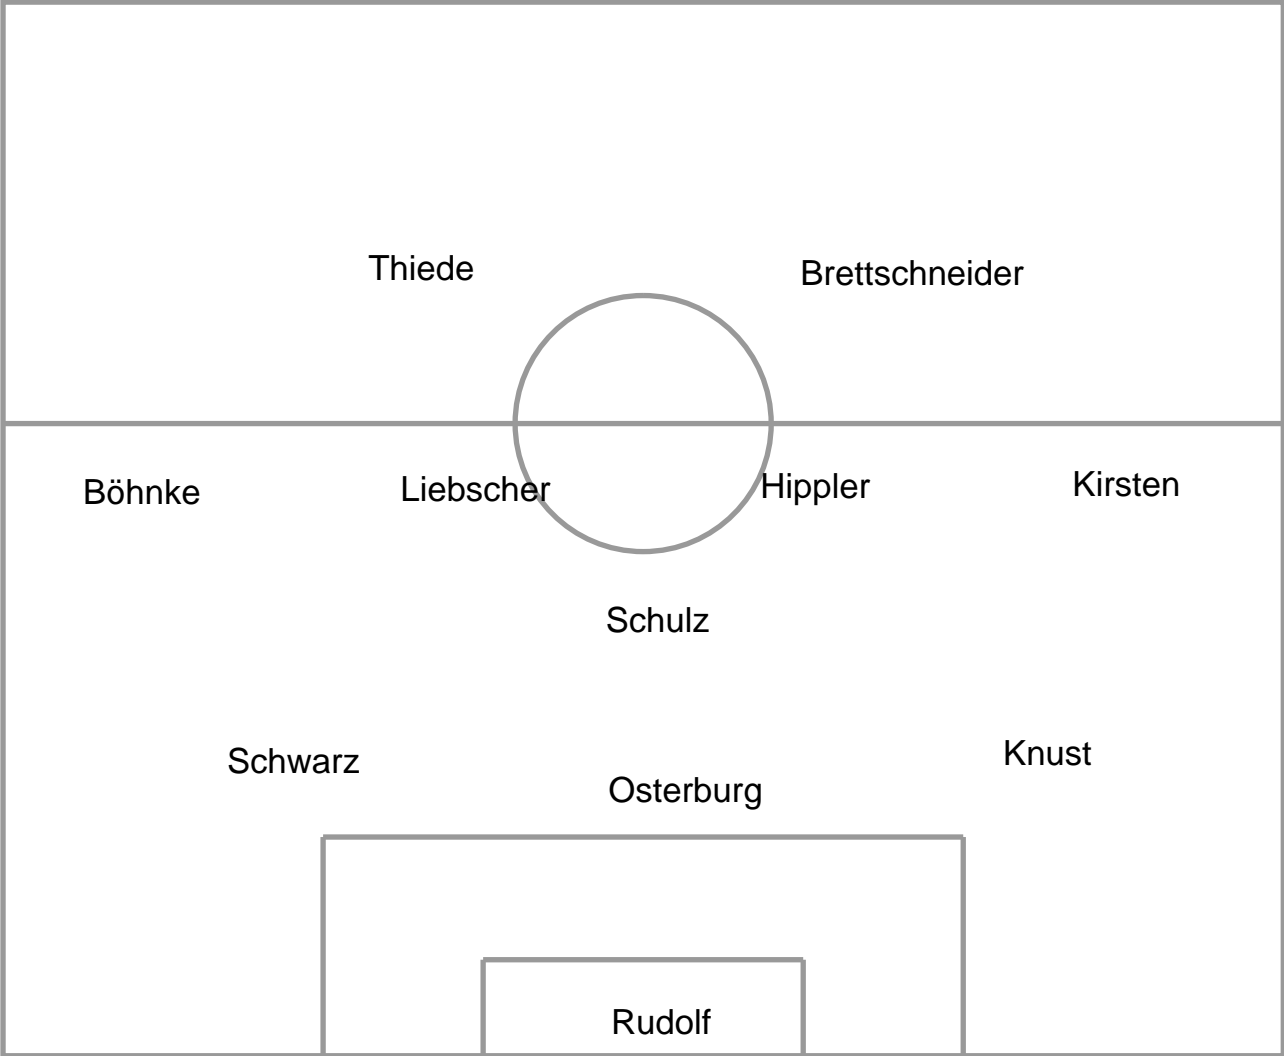 Thiede
Brettschneider
Böhnke
Liebscher
Hippler
Kirsten
Schulz
Schwarz
Knust
Osterburg
Rudolf